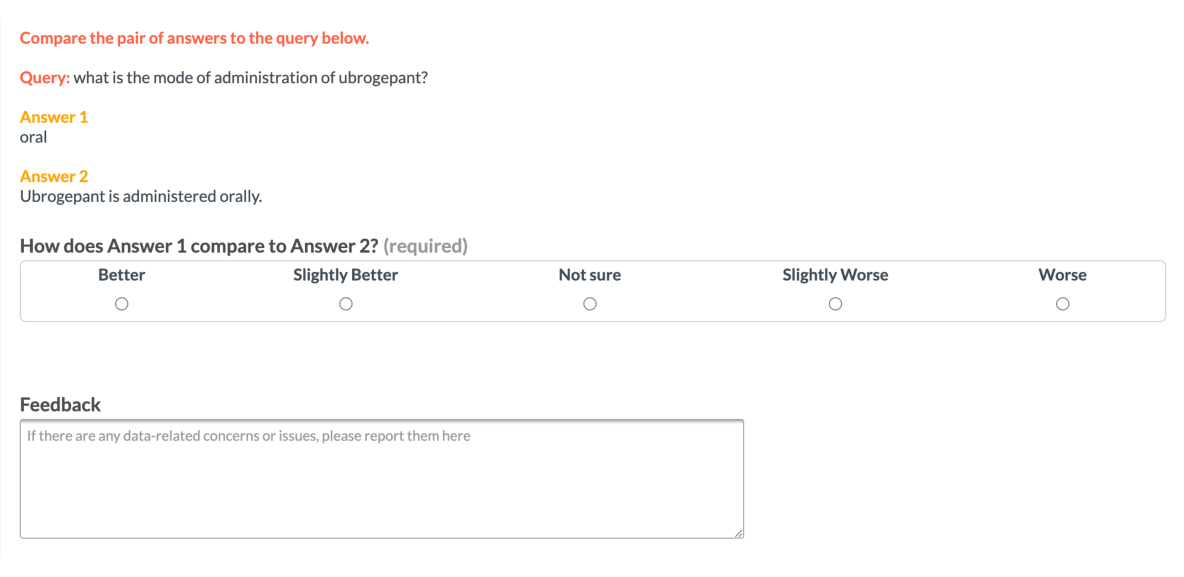 Compare the pair of answers to the query below.
Query: what is the mode of administration of ubrogepant?
Answer 1
oral
Answer 2
Ubrogepant is administered orally.
How does Answer 1 compare to Answer 2? (required)
Better Slightly Better Not sure Slightly Worse Worse
Feedback
If there are any data-related concerns or issues, please report them here